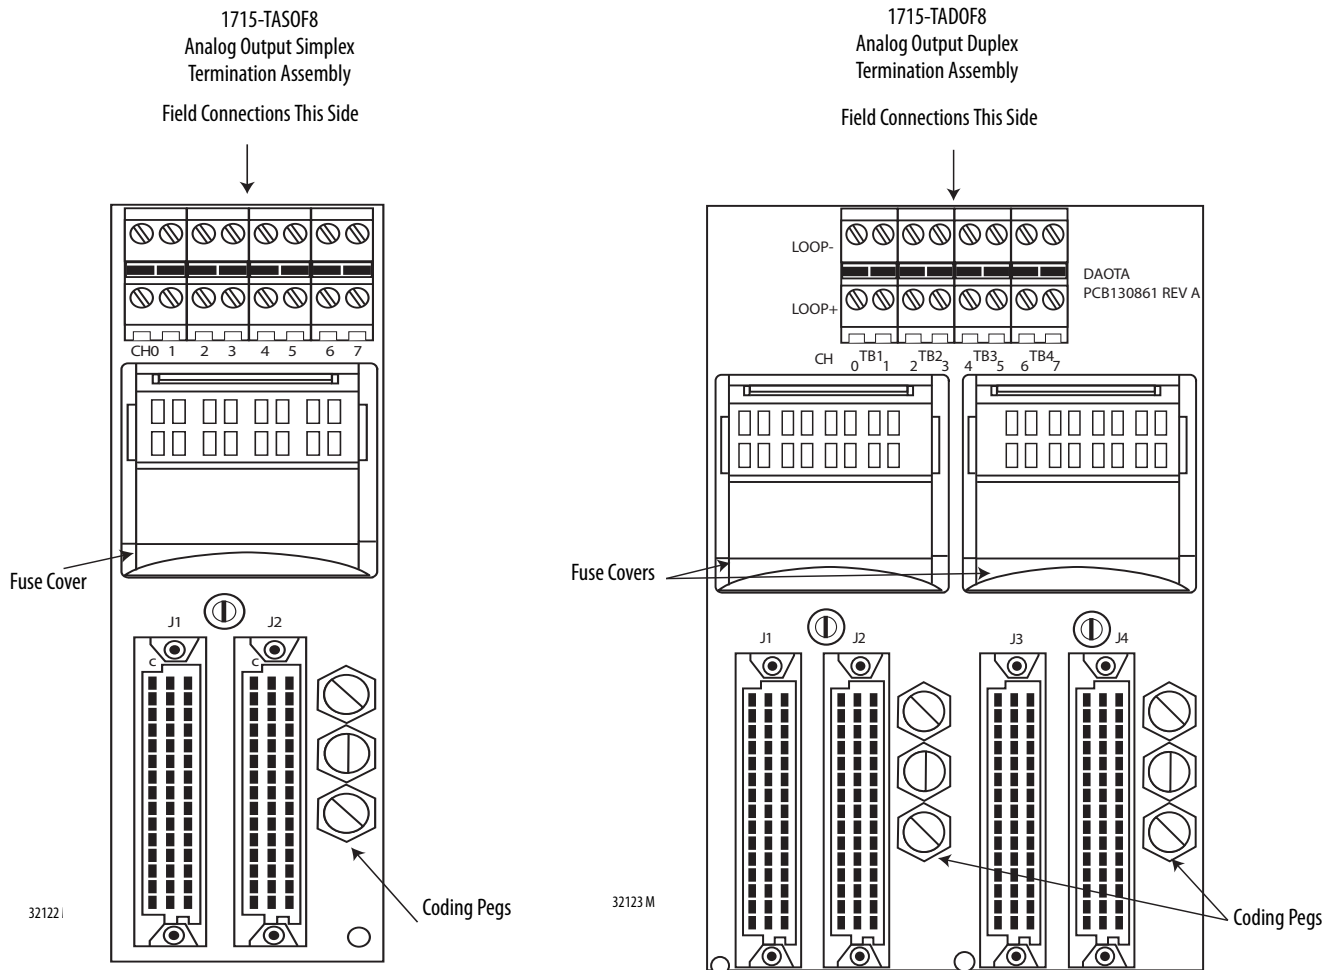 1715-TASOF8
Analog Output Simplex
Termination Assembly
Field Connections This Side
CH0 1 2 3 4 5 6 7
Fuse Cover
J1 J2
C C
Coding Pegs
32122
1715-TADOF8
Analog Output Duplex
Termination Assembly
Field Connections This Side
LOOP-
DAOTA
PCB130861 REV A
LOOP+
CH TB1 TB2 TB3 TB4
0 1 2 3 4 5 6 7
Fuse Covers
J1 J2 J3 J4
32123 M
Coding Pegs